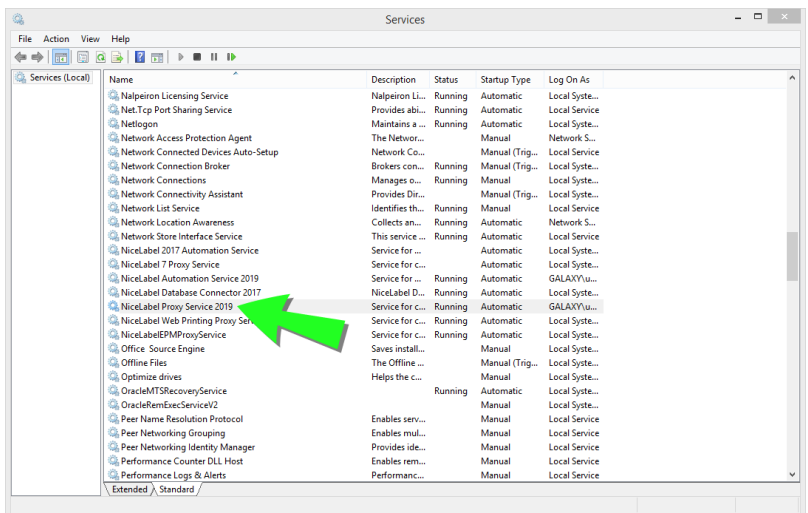 Services
File Action View Help
Services (Local)
Name Description Status Startup Type Log On As
Nalpeiron Licensing Service Nalpeiron Li... Running Automatic Local Syste...
Net.Tcp Port Sharing Service Provides abi... Running Automatic Local Service
Netlogon Maintains a ... Running Automatic Local Syste...
Network Access Protection Agent The Networ... Manual Network S...
Network Connected Devices Auto-Setup Network Co... Manual (Trig... Local Service
Network Connection Broker Brokers con... Running Manual (Trig... Local Syste...
Network Connections Manages o... Running Manual Local Syste...
Network Connectivity Assistant Provides Dir... Manual (Trig... Local Syste...
Network List Service Identifies th... Running Manual Local Service
Network Location Awareness Collects an... Running Automatic Network S...
Network Store Interface Service This service ... Running Automatic Local Service
NiceLabel 2017 Automation Service Service for ... Automatic Local Syste...
NiceLabel 7 Proxy Service Service for c... Automatic Local Syste...
NiceLabel Automation Service 2019 Service for ... Running Automatic GALAXY\u...
NiceLabel Database Connector 2017 NiceLabel D... Running Automatic Local Syste...
NiceLabel Proxy Service 2019 Service for c... Running Automatic GALAXY\u...
NiceLabel Web Printing Proxy Ser Service for c... Running Automatic Local Syste...
NiceLabelEPMProxyService Service for c... Running Automatic Local Syste...
Office Source Engine Saves install... Manual Local Syste...
Offline Files The Offline ... Manual (Trig... Local Syste...
Optimize drives Helps the c... Manual Local Syste...
OracleMTSRecoveryService Running Automatic Local Syste...
OracleRemExecServiceV2 Manual Local Syste...
Peer Name Resolution Protocol Enables serv... Manual Local Service
Peer Networking Grouping Enables mul... Manual Local Service
Peer Networking Identity Manager Provides ide... Manual Local Service
Performance Counter DLL Host Enables rem... Manual Local Service
Performance Logs & Alerts Performanc... Manual Local Service
Extended Standard